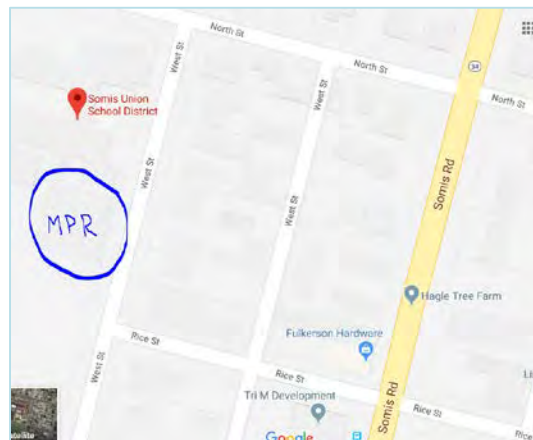 North St
West St
North St
34
North St
West St
Somis Union
School District
West St
West St
Somis Rd
MPR
Hagle Tree Farm
Fulkerson Hardware
Rice St
West St
Rice St
Tri M Development
Rice St
Somis Rd
Rice St
Google